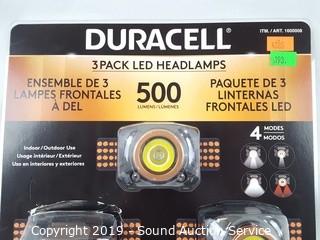 ITM. / ART. 1600008
DURACELL
3 PACK LED HEADLAMPS
ENSEMBLE DE 3
LAMPES FRONTALES
À DEL
500
LUMENS / LÚMENES
PAQUETE DE 3
LINTERNAS
FRONTALES LED
Indoor / Outdoor Use
Usage intérieur / Extérieur
Uso en interiores y exteriores
4 MODES
MODOS
Copyright 2019 - Sound Auction Service